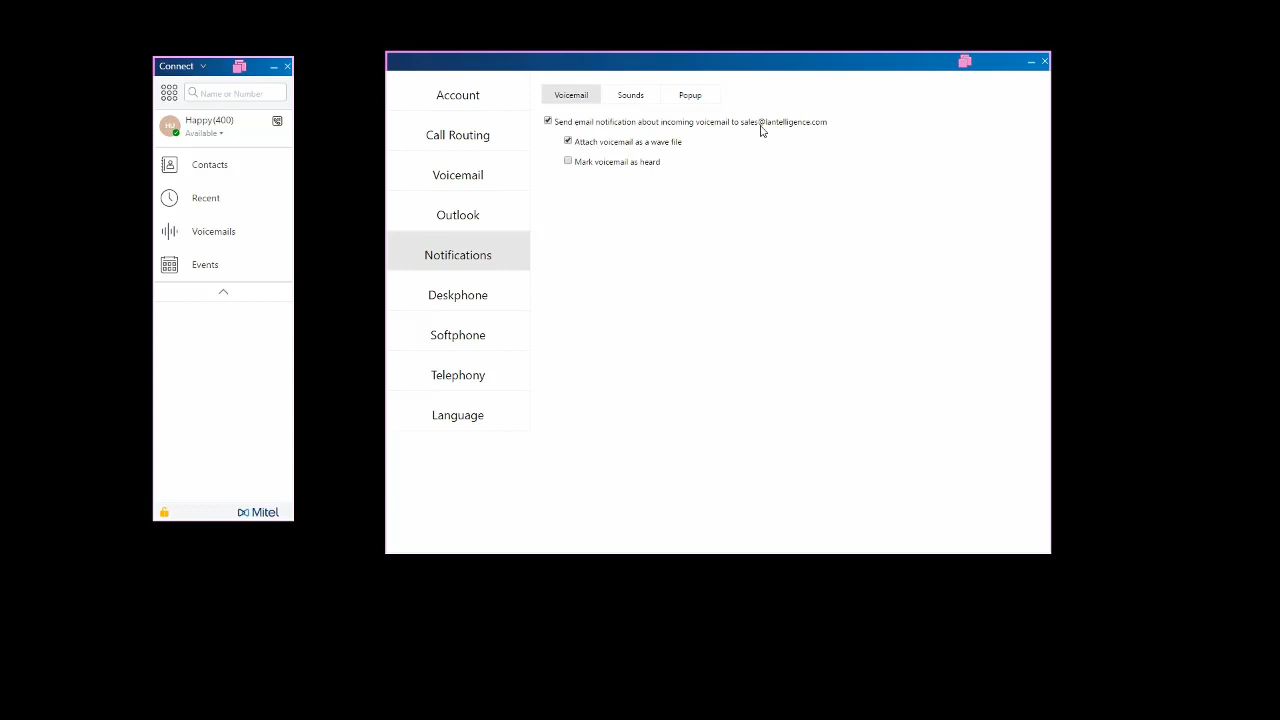 Connect
Name or Number
HJ
Happy(400)
Available
Contacts
Recent
Voicemails
Events
Mitel
Account
Call Routing
Voicemail
Outlook
Notifications
Deskphone
Softphone
Telephony
Language
Voicemail Sounds Popup
Send email notification about incoming voicemail to sales@lantelligence.com
Attach voicemail as a wave file
Mark voicemail as heard